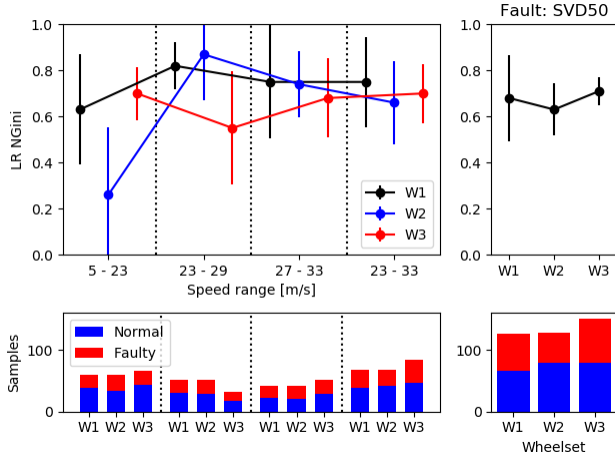 Fault: SVD50
1.0
0.8
0.6
0.4
0.2
0.0
LR NGini
W1
W2
W3
5 - 23
23 - 29
27 - 33
23 - 33
Speed range [m/s]
1.0
0.8
0.6
0.4
0.2
0.0
W1 W2 W3
Samples
100
0
Normal
Faulty
W1 W2 W3 W1 W2 W3 W1 W2 W3 W1 W2 W3
100
0
W1 W2 W3
Wheelset